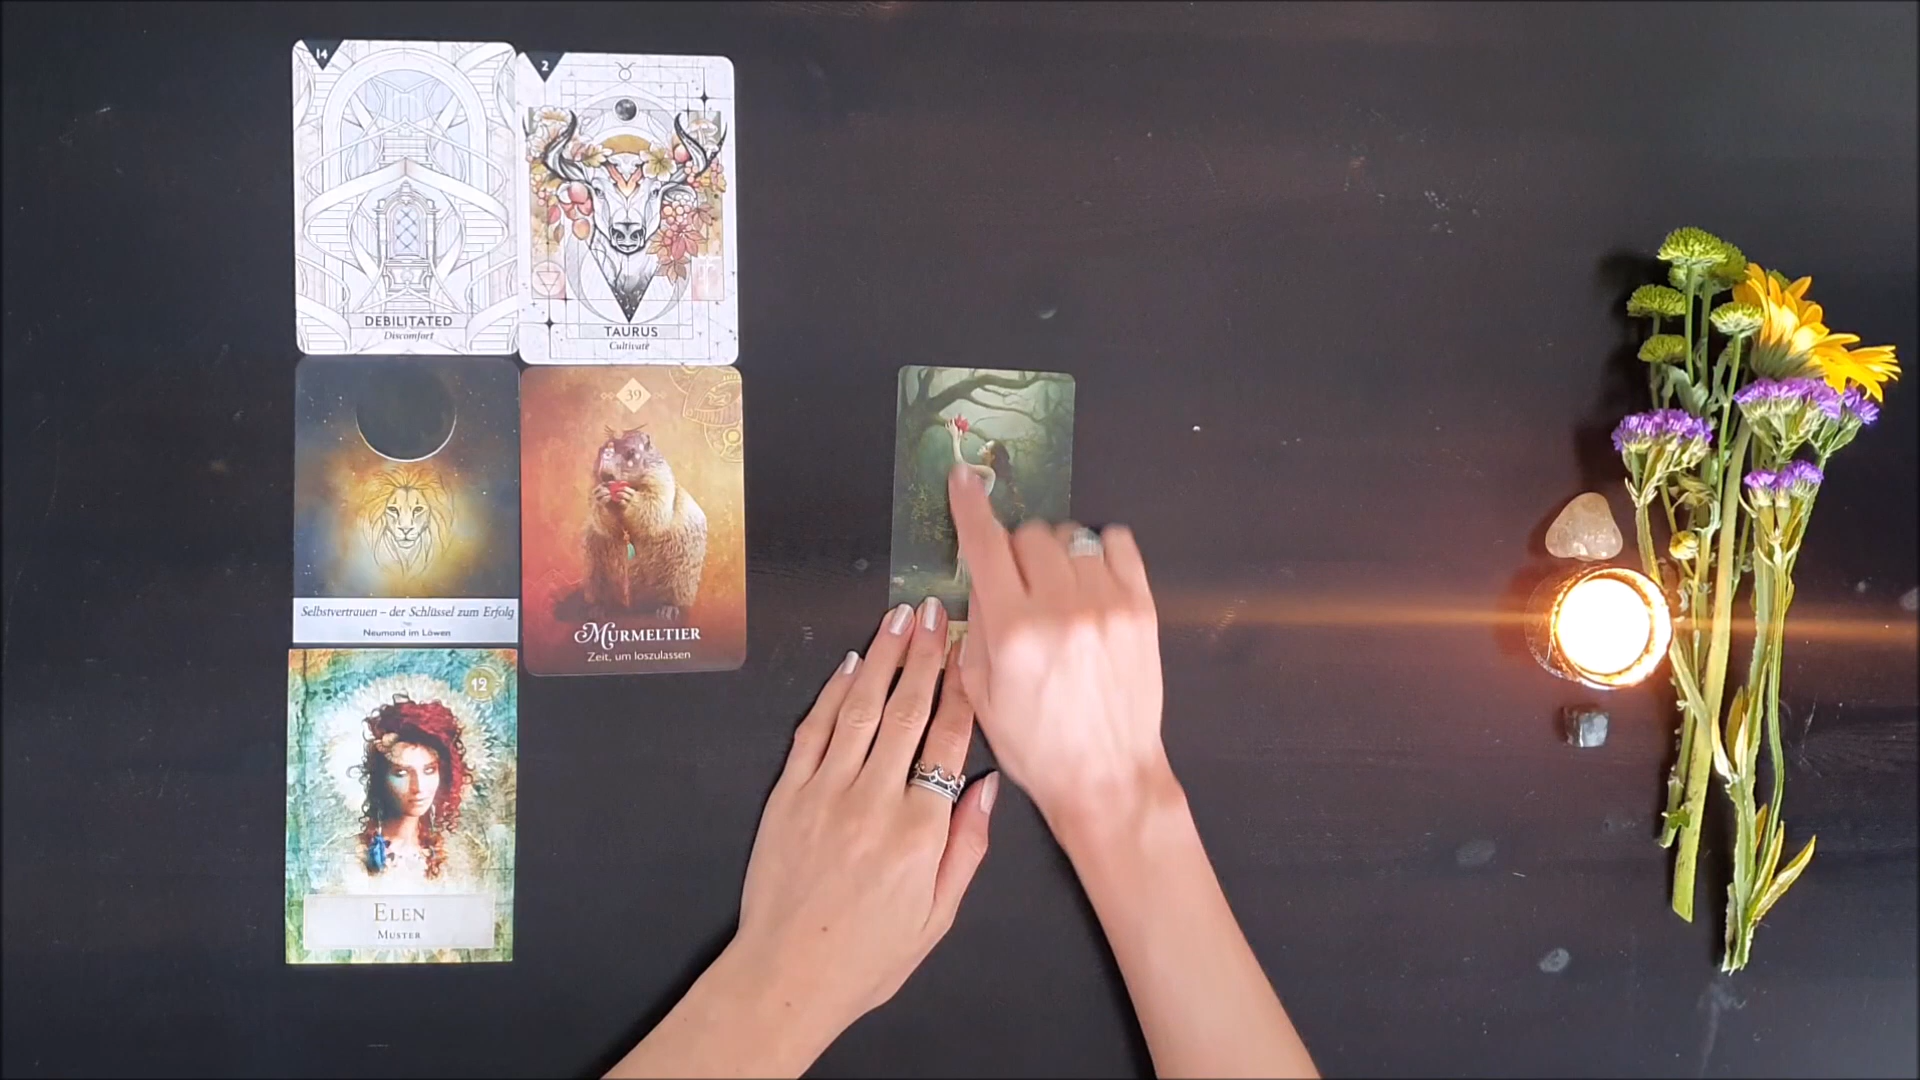 14
DEBILITATED
Discomfort
2
TAURUS
Cultivate
Selbstvertrauen – der Schlüssel zum Erfolg
Neumond im Löwen
39
MURMELTIER
Zeit, um loszulassen
12
ELEN
MUSTER